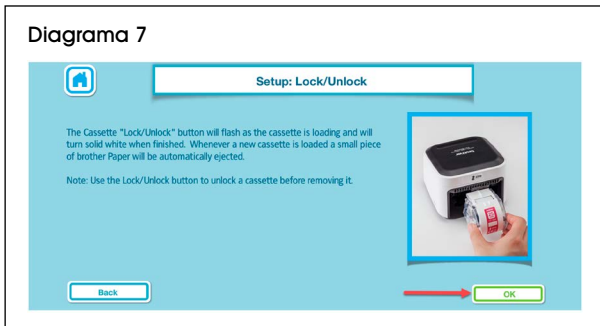 Diagrama 7
Setup: Lock/Unlock
The Cassette "Lock/Unlock" button will flash as the cassette is loading and will
turn solid white when finished. Whenever a new cassette is loaded a small piece
of brother Paper will be automatically ejected.
Note: Use the Lock/Unlock button to unlock a cassette before removing it.
Back
OK